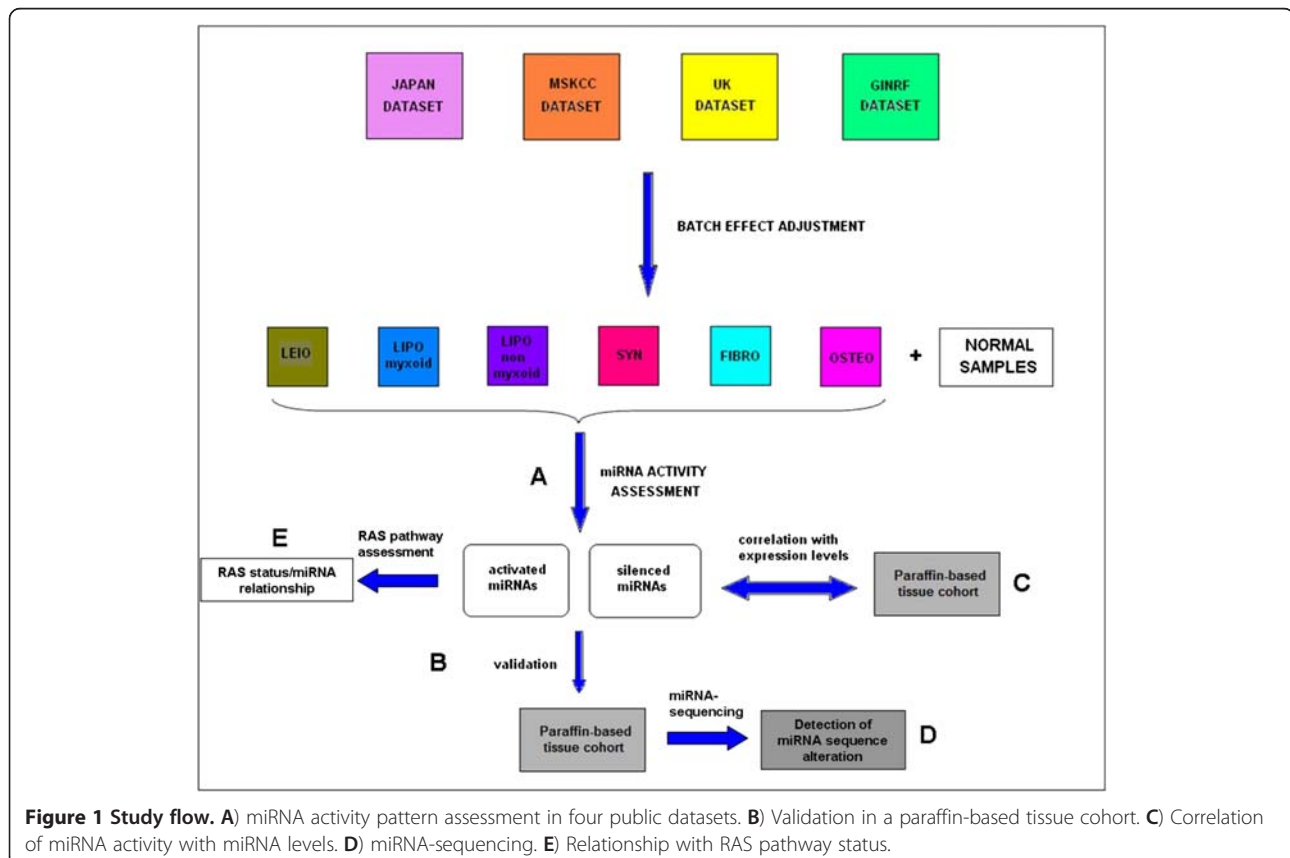 JAPAN
DATASET
MSKCC
DATASET
UK
DATASET
GINRF
DATASET
BATCH EFFECT ADJUSTMENT
LEIO
LIPO
myxoid
LIPO
non
myxoid
SYN
FIBRO
OSTEO
+
NORMAL
SAMPLES
A
miRNA ACTIVITY
ASSESSMENT
E
RAS pathway
assessment
RAS status/miRNA
relationship
activated
miRNAs
silenced
miRNAs
correlation with
expression levels
Paraffin-based
tissue cohort
C
B
validation
Paraffin-based
tissue cohort
miRNA-
sequencing
Detection of
miRNA sequence
alteration
D
Figure 1 Study flow. A) miRNA activity pattern assessment in four public datasets. B) Validation in a paraffin-based tissue cohort. C) Correlation
of miRNA activity with miRNA levels. D) miRNA-sequencing. E) Relationship with RAS pathway status.